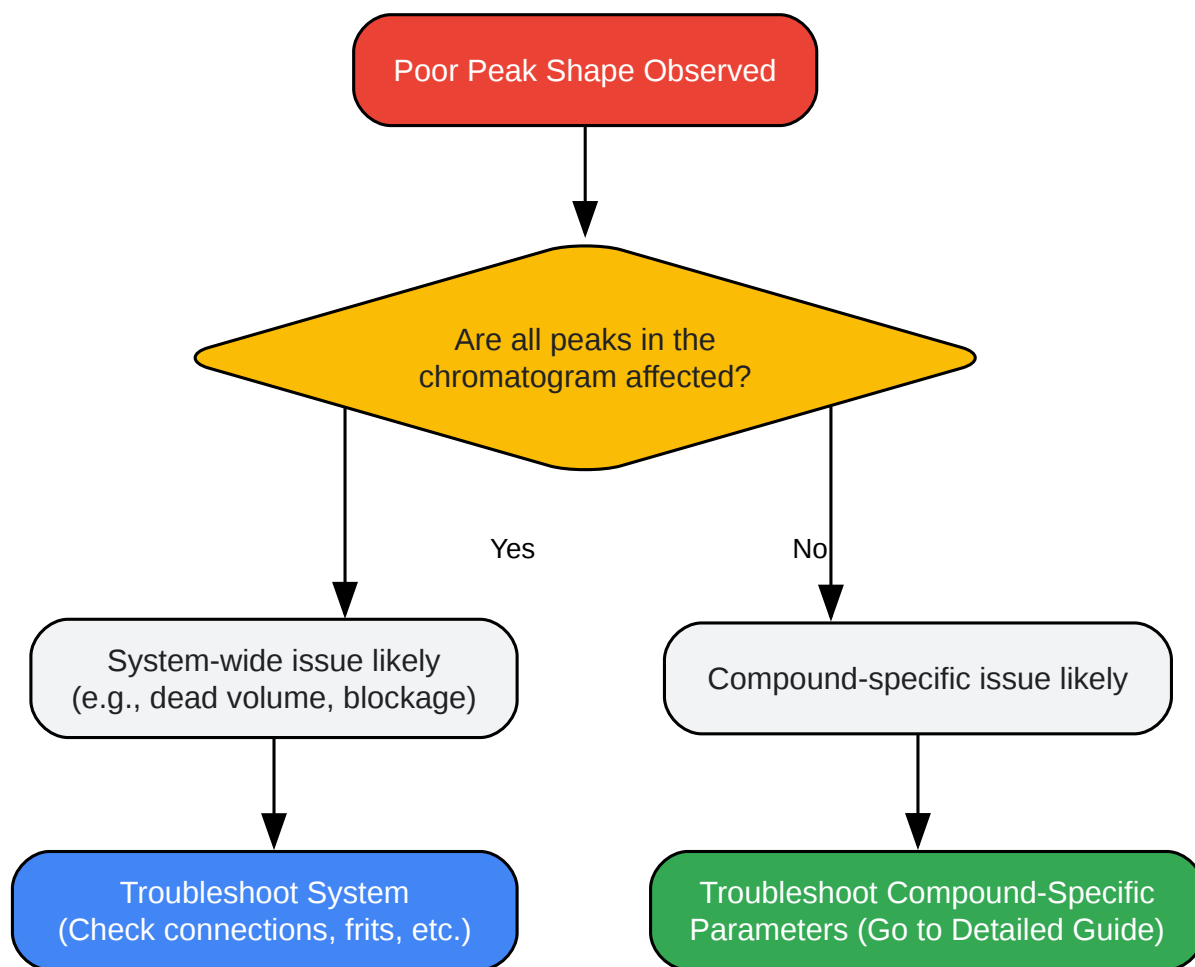 Poor Peak Shape Observed
Are all peaks in the
chromatogram affected?
Yes
No
System-wide issue likely
(e.g., dead volume, blockage)
Compound-specific issue likely
Troubleshoot System
(Check connections, frits, etc.)
Troubleshoot Compound-Specific
Parameters (Go to Detailed Guide)